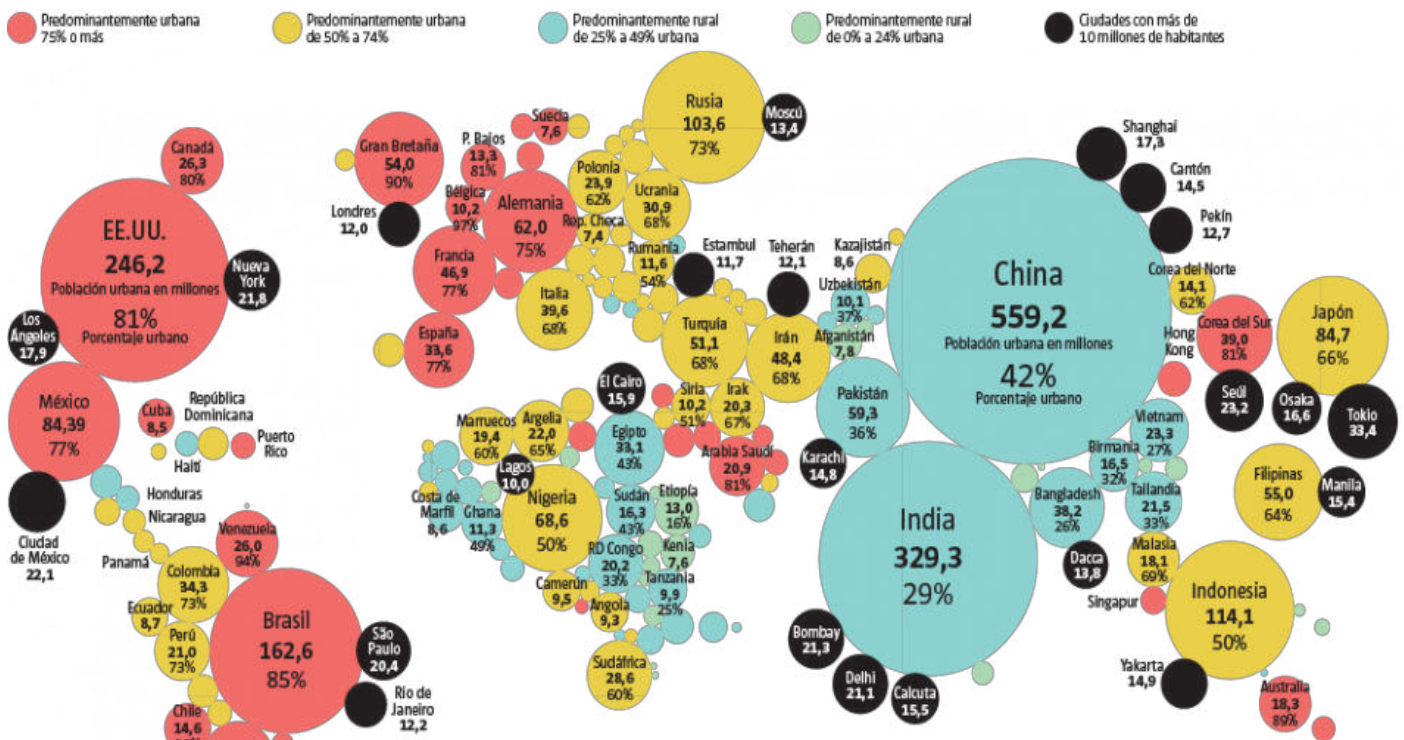 Predominantemente urbana
75% o más
Predominantemente urbana
de 50% a 74%
Predominantemente rural
de 25% a 49% urbana
Predominantemente rural
de 0% a 24% urbana
Ciudades con más de
10 millones de habitantes
Canadá
26,3
80%
EE.UU.
246,2
Población urbana en millones
81%
Porcentaje urbano
Nueva
York
21,8
Los
Ángeles
17,9
México
84,39
77%
Ciudad
de México
22,1
Cuba
8,5
República
Dominicana
Puerto
Rico
Haití
Honduras
Nicaragua
Panamá
Venezuela
26,0
94%
Colombia
34,3
73%
Ecuador
8,7
Perú
21,0
73%
Brasil
162,6
85%
São
Paulo
20,4
Río de
Janeiro
12,2
Chile
14,6
Gran Bretaña
54,0
90%
Londres
12,0
P. Bajos
13,3
81%
Bélgica
10,2
97%
Suecia
7,6
Alemania
62,0
75%
Francia
46,9
77%
España
33,6
77%
Italia
39,6
68%
Polonia
23,9
62%
Rep. Checa
7,4
Ucrania
30,9
68%
Rumanía
11,6
54%
Rusia
103,6
73%
Moscú
13,4
Estambul
11,7
Teherán
12,1
Turquía
51,1
68%
Irán
48,4
68%
Kazajistán
8,6
Uzbekistán
10,1
37%
Afganistán
7,8
Siria
10,2
51%
Irak
20,3
67%
Arabia Saudí
20,9
81%
El Cairo
15,9
Egipto
33,1
43%
Marruecos
19,4
60%
Argelia
22,0
65%
Lagos
10,0
Nigeria
68,6
50%
Costa de
Marfil
8,6
Ghana
11,3
49%
Sudán
16,3
43%
Etiopía
13,0
16%
Kenia
7,6
RD Congo
20,2
33%
Tanzania
9,9
25%
Camerún
9,5
Angola
9,3
Sudáfrica
28,6
60%
China
559,2
Población urbana en millones
42%
Porcentaje urbano
Shanghai
17,3
Cantón
14,5
Pekín
12,7
Corea del Norte
14,1
62%
Corea del Sur
39,0
81%
Hong
Kong
Seúl
23,2
Japón
84,7
66%
Osaka
16,6
Tokio
33,4
Pakistán
59,3
36%
Karachi
14,8
India
329,3
29%
Bombay
21,3
Delhi
21,1
Calcuta
15,5
Bangladesh
38,2
26%
Dacca
13,8
Birmania
16,5
32%
Vietnam
23,3
27%
Tailandia
21,5
33%
Malasia
18,1
69%
Singapur
Filipinas
55,0
64%
Manila
15,4
Indonesia
114,1
50%
Yakarta
14,9
Australia
18,3
89%